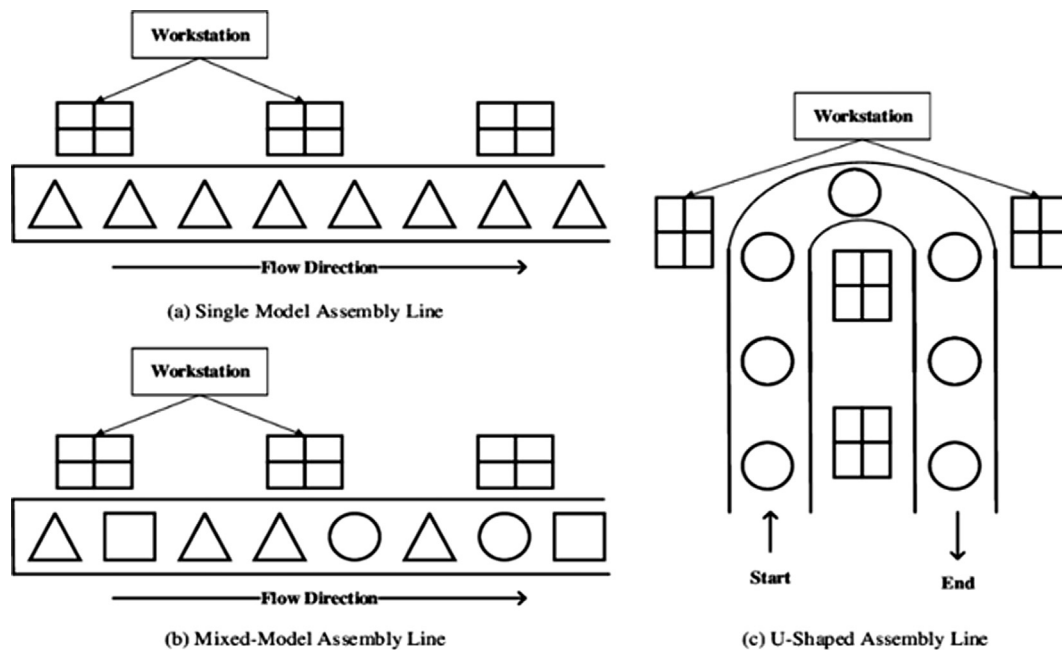 Workstation
Flow Direction
(a) Single Model Assembly Line
Workstation
Flow Direction
(b) Mixed-Model Assembly Line
Workstation
Start
End
(c) U-Shaped Assembly Line